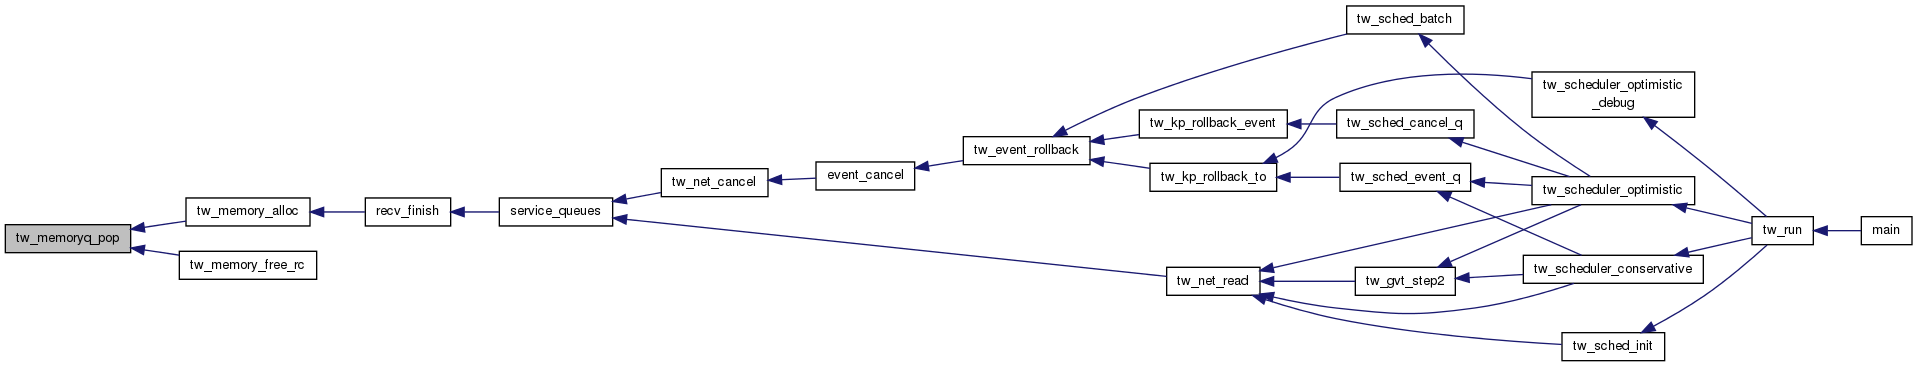 tw_memoryq_pop
tw_memory_alloc
tw_memory_free_rc
recv_finish
service_queues
tw_net_cancel
event_cancel
tw_event_rollback
tw_sched_batch
tw_kp_rollback_event
tw_kp_rollback_to
tw_sched_cancel_q
tw_sched_event_q
tw_net_read
tw_gvt_step2
tw_scheduler_optimistic
_debug
tw_scheduler_optimistic
tw_scheduler_conservative
tw_sched_init
tw_run
main